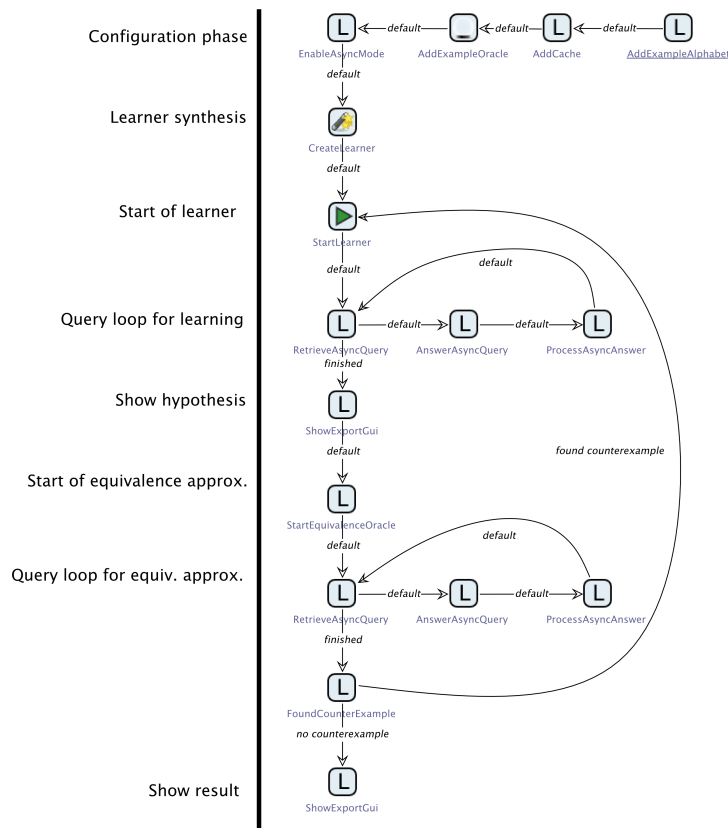 Configuration phase
L default default L default L
EnableAsyncMode AddExampleOracle AddCache AddExampleAlphabet
default
Learner synthesis
CreateLearner
default
Start of learner
StartLearner
default
default
Query loop for learning
L default L default L
RetrieveAsyncQuery AnswerAsyncQuery ProcessAsyncAnswer
finished
Show hypothesis
L
ShowExportGui
default
found counterexample
Start of equivalence approx.
L
StartEquivalenceOracle
default
default
Query loop for equiv. approx.
L default L default L
RetrieveAsyncQuery AnswerAsyncQuery ProcessAsyncAnswer
finished
L
FoundCounterExample
no counterexample
Show result
L
ShowExportGui